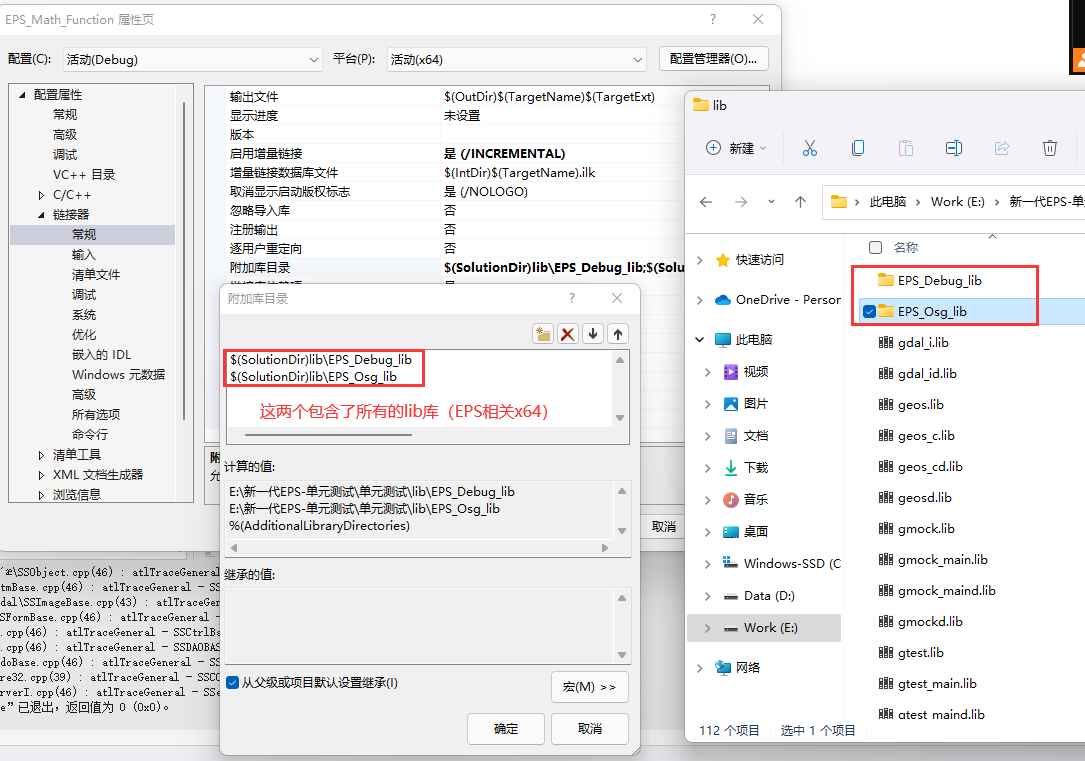 EPS_Math_Function 属性页
配置(C):
活动(Debug)
平台(P):
活动(x64)
配置管理器(O)...
配置属性
常规
高级
调试
VC++ 目录
C/C++
链接器
常规
输入
清单文件
调试
系统
优化
嵌入的 IDL
Windows 元数据
高级
所有选项
命令行
清单工具
XML 文档生成器
浏览信息
输出文件 $(OutDir)$(TargetName)$(TargetExt)
显示进度 未设置
版本
启用增量链接 是 (/INCREMENTAL)
增量链接数据库文件 $(IntDir)$(TargetName).ilk
取消显示启动版权标志 是 (/NOLOGO)
忽略导入库 否
注册输出 否
逐用户重定向 否
附加库目录 $(SolutionDir)lib\EPS_Debug_lib;$(Solu
取消
附加库目录
$(SolutionDir)lib\EPS_Debug_lib
$(SolutionDir)lib\EPS_Osg_lib
这两个包含了所有的lib库（EPS相关x64）
计算的值:
E:\新一代EPS-单元测试\单元测试\lib\EPS_Debug_lib
E:\新一代EPS-单元测试\单元测试\lib\EPS_Osg_lib
%(AdditionalLibraryDirectories)
继承的值:
从父级或项目默认设置继承(I)
宏(M) >>
确定
取消
\SSObject.cpp(46) : atlTraceGeneral
tmBase.cpp(46) : atlTraceGeneral - SS
dal\SSImageBase.cpp(43) : atlTraceGen
SFormBase.cpp(46) : atlTraceGeneral -
.cpp(46) : atlTraceGeneral - SSCtrlBa
.cpp(46) : atlTraceGeneral - SSDAOBAS
doBase.cpp(46) : atlTraceGeneral - SS
re32.cpp(39) : atlTraceGeneral - SSCO
rverI.cpp(46) : atlTraceGeneral - SSe
e”已退出，返回值为 0 (0x0)。
lib
新建
此电脑
Work (E:)
新一代EPS-单
快速访问
OneDrive - Person
此电脑
视频
图片
文档
下载
音乐
桌面
Windows-SSD (C
Data (D:)
Work (E:)
网络
名称
EPS_Debug_lib
EPS_Osg_lib
gdal_i.lib
gdal_id.lib
geos.lib
geos_c.lib
geos_cd.lib
geosd.lib
gmock.lib
gmock_main.lib
gmock_maind.lib
gmockd.lib
gtest.lib
gtest_main.lib
gtest_maind.lib
112 个项目
选中 1 个项目